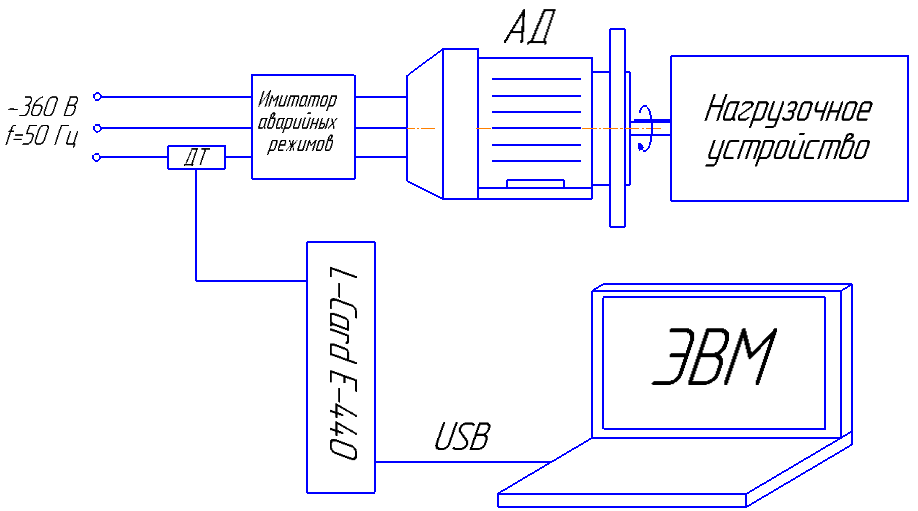 АД
~360 В
f=50 Гц
Имитатор
аварийных
режимов
Нагрузочное
устройство
ДТ
L-Card E-440
ЭВМ
USB